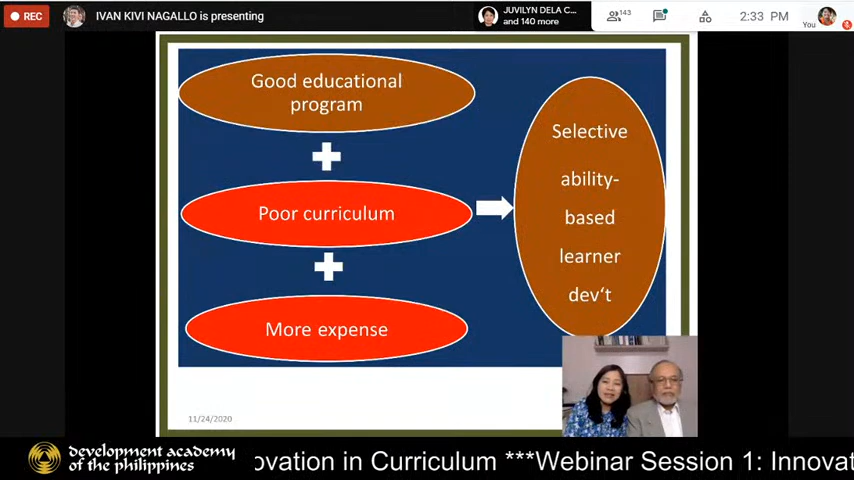 REC
IVAN KIVI NAGALLO is presenting
JUVILYN DELA C...
and 140 more
143
2:33 PM
You
Good educational
program
Poor curriculum
More expense
Selective
ability-
based
learner
dev't
11/24/2020
development academy
of the philippines
ovation in Curriculum ***Webinar Session 1: Innovat